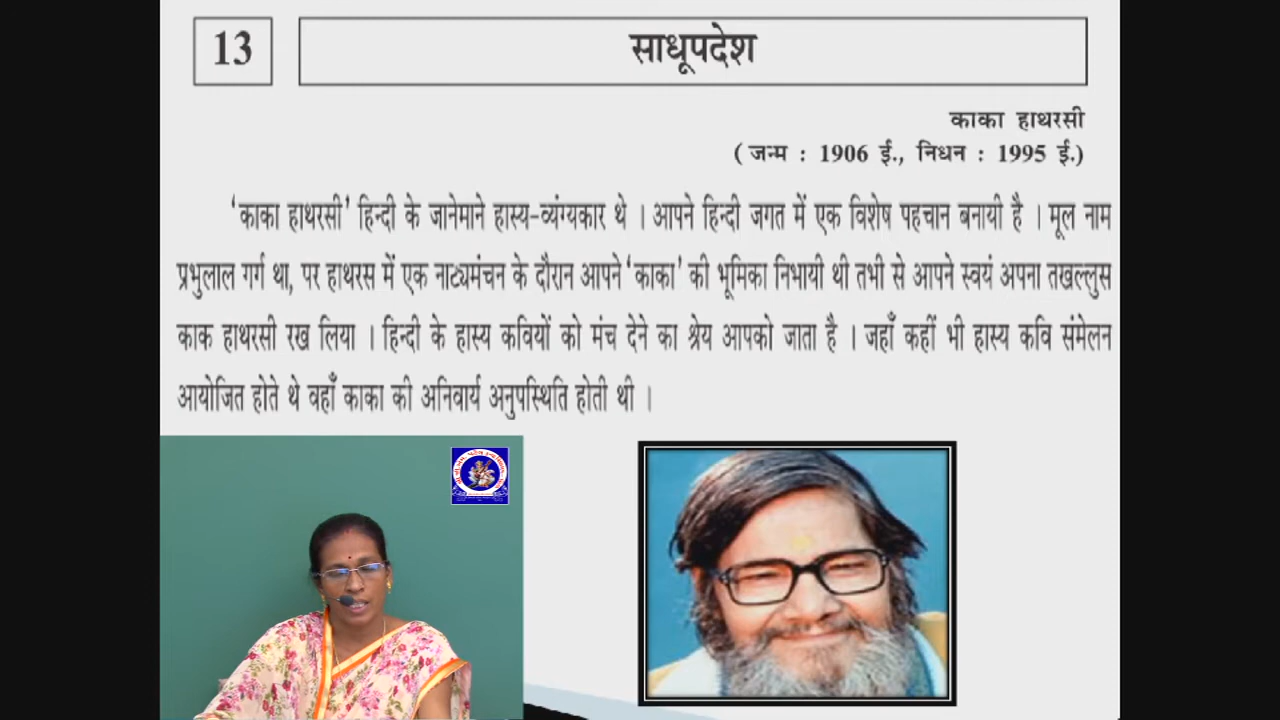 13
साधूपदेश
काका हाथरसी
( जन्म : 1906 ई., निधन : 1995 ई.)
'काका हाथरसी' हिन्दी के जानेमाने हास्य-व्यंग्यकार थे । आपने हिन्दी जगत में एक विशेष पहचान बनायी है । मूल नाम
प्रभुलाल गर्ग था, पर हाथरस में एक नाट्यमंचन के दौरान आपने 'काका' की भूमिका निभायी थी तभी से आपने स्वयं अपना तखल्लुस
काक हाथरसी रख लिया । हिन्दी के हास्य कवियों को मंच देने का श्रेय आपको जाता है । जहाँ कहीं भी हास्य कवि संमेलन
आयोजित होते थे वहाँ काका की अनिवार्य अनुपस्थिति होती थी ।